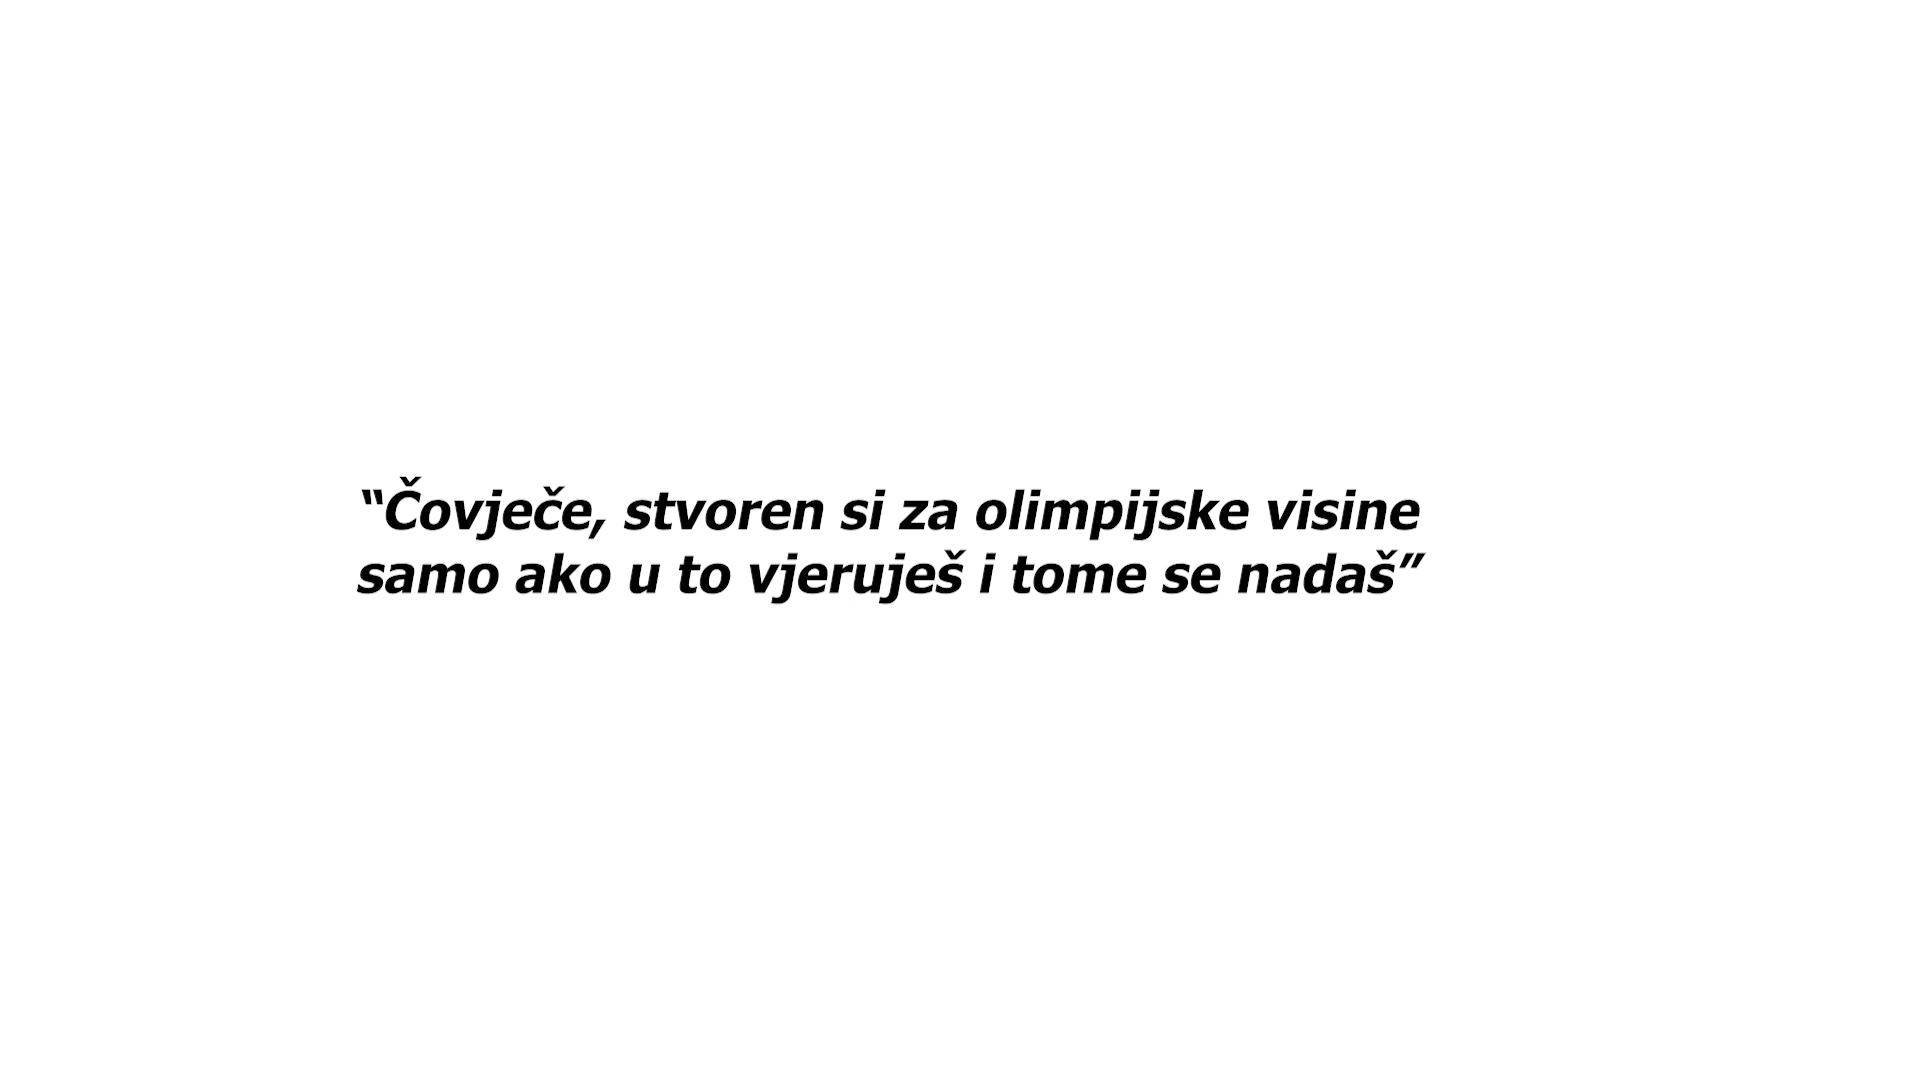 “Čovječe, stvoren si za olimpijske visine
samo ako u to vjeruješ i tome se nadaš”